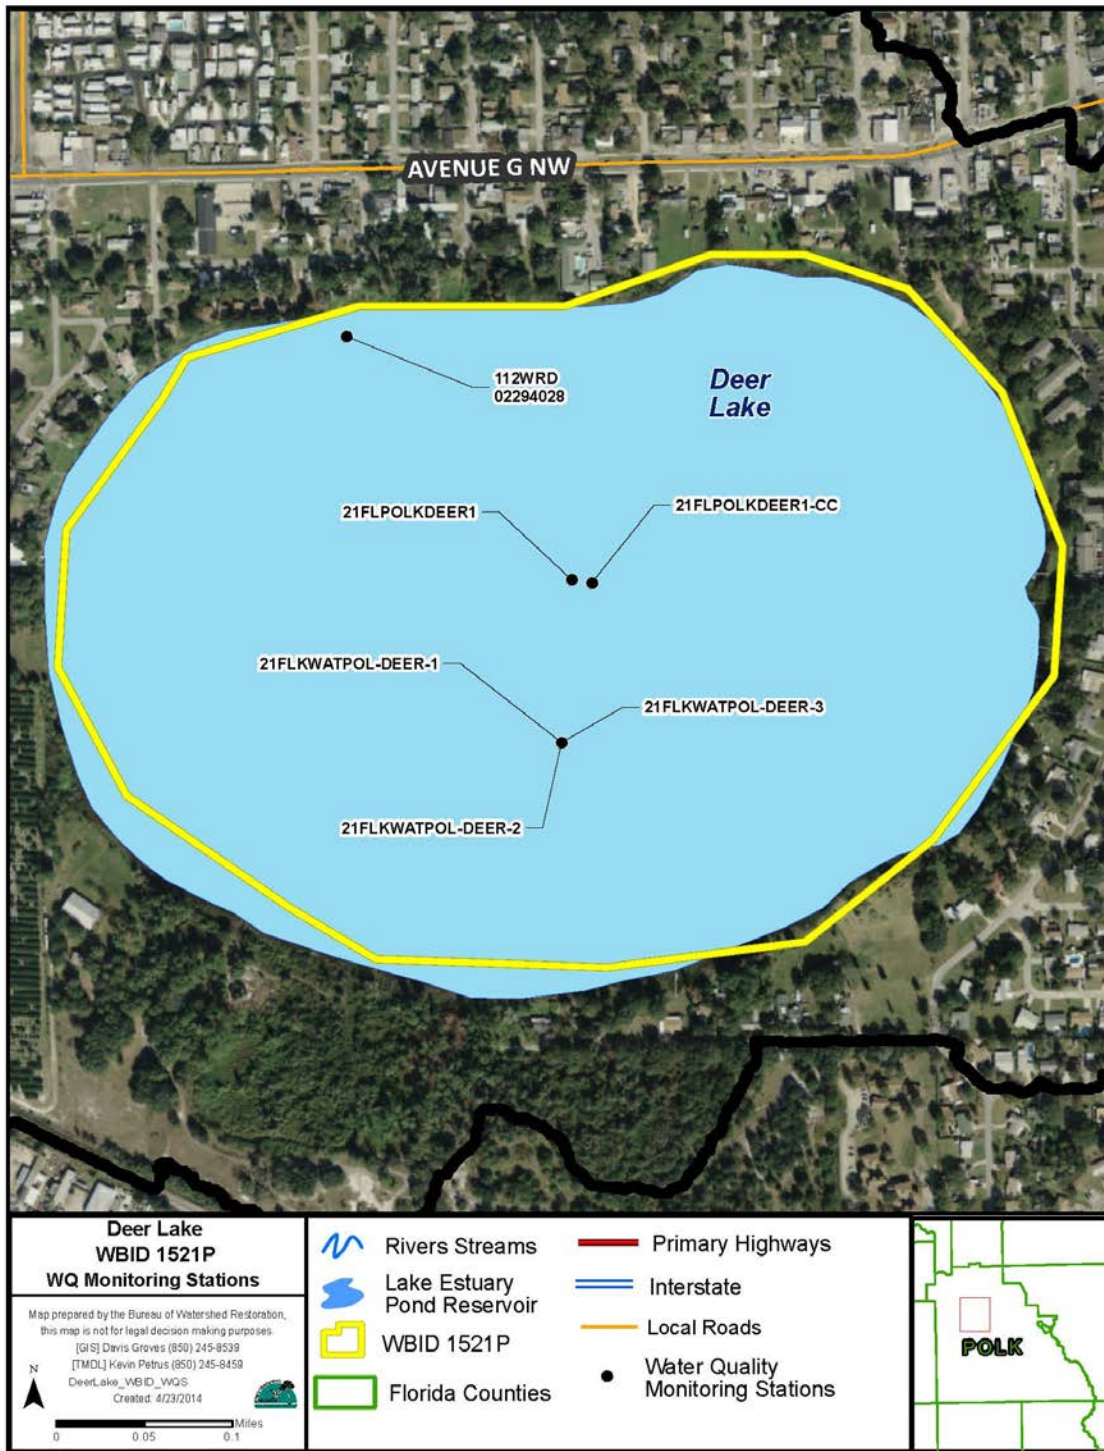 AVENUE G NW
Deer
Lake
112WRD
02294028
21FLPOLKDEER1
21FLPOLKDEER1-CC
21FLKWATPOL-DEER-1
21FLKWATPOL-DEER-3
21FLKWATPOL-DEER-2
Deer Lake
WBID 1521P
WQ Monitoring Stations
Map prepared by the Bureau of Watershed Restoration,
this map is not for legal decision making purposes.
[GIS] Davis Groves (850) 245-8539
[TMDL] Kevin Petrus (850) 245-8459
DeerLake_WBID_WQS
Created: 4/23/2014
N
Miles
0 0.05 0.1
Rivers Streams
Lake Estuary
Pond Reservoir
WBID 1521P
Florida Counties
Primary Highways
Interstate
Local Roads
Water Quality
Monitoring Stations
POLK